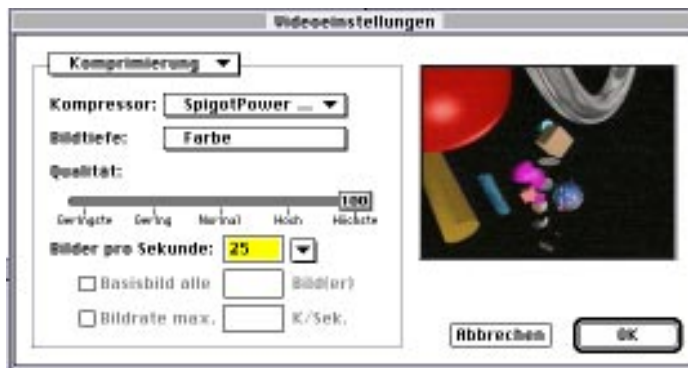 Videoeinstellungen
Komprimierung
Kompressor: SpigotPower ...
Bildtiefe: Farbe
Qualität:
100
Geringste Gering Normal Hoch Höchste
Bilder pro Sekunde: 25
Basisbild alle Bild(er)
Bildrate max. K/Sek.
Abbrechen OK